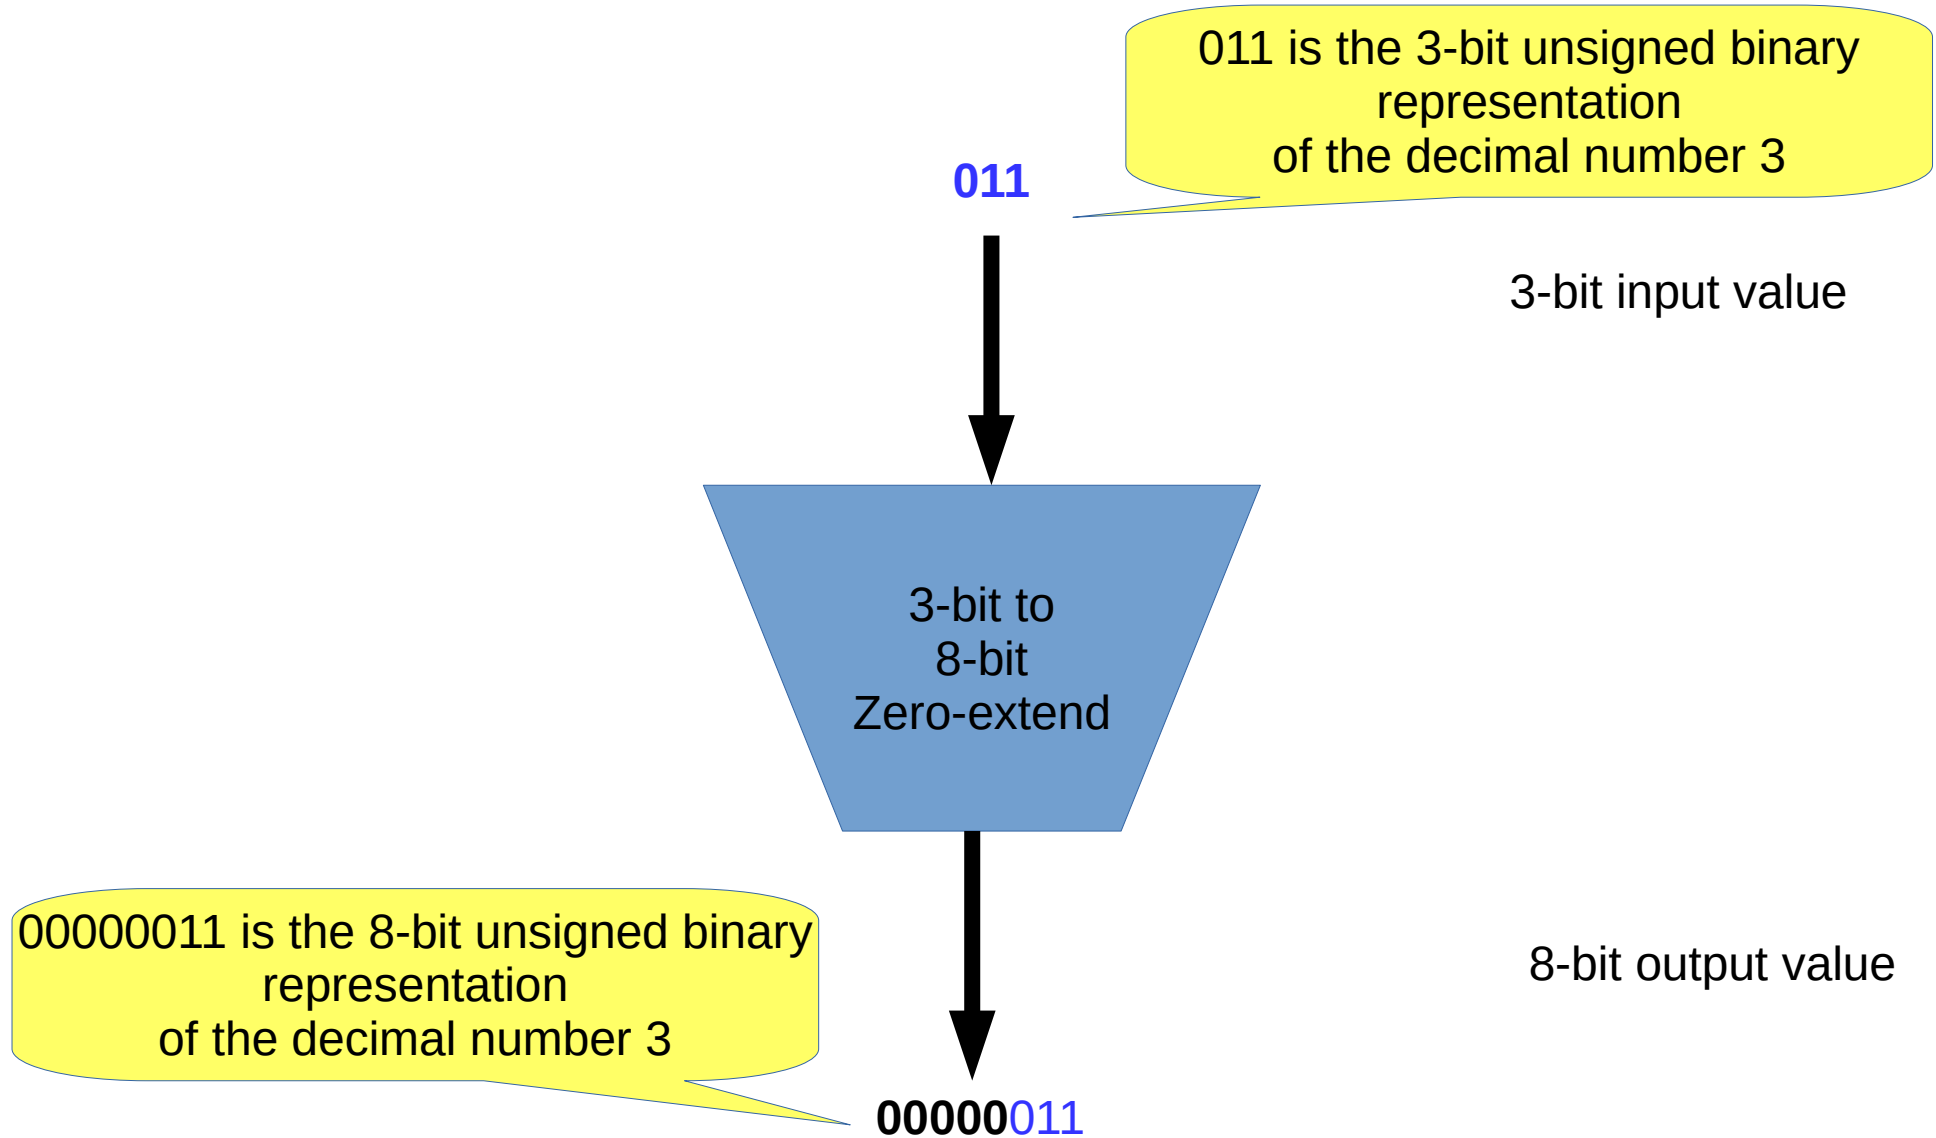 011 is the 3-bit unsigned binary
representation
of the decimal number 3
011
3-bit input value
3-bit to
8-bit
Zero-extend
00000011 is the 8-bit unsigned binary
representation
of the decimal number 3
8-bit output value
00000011